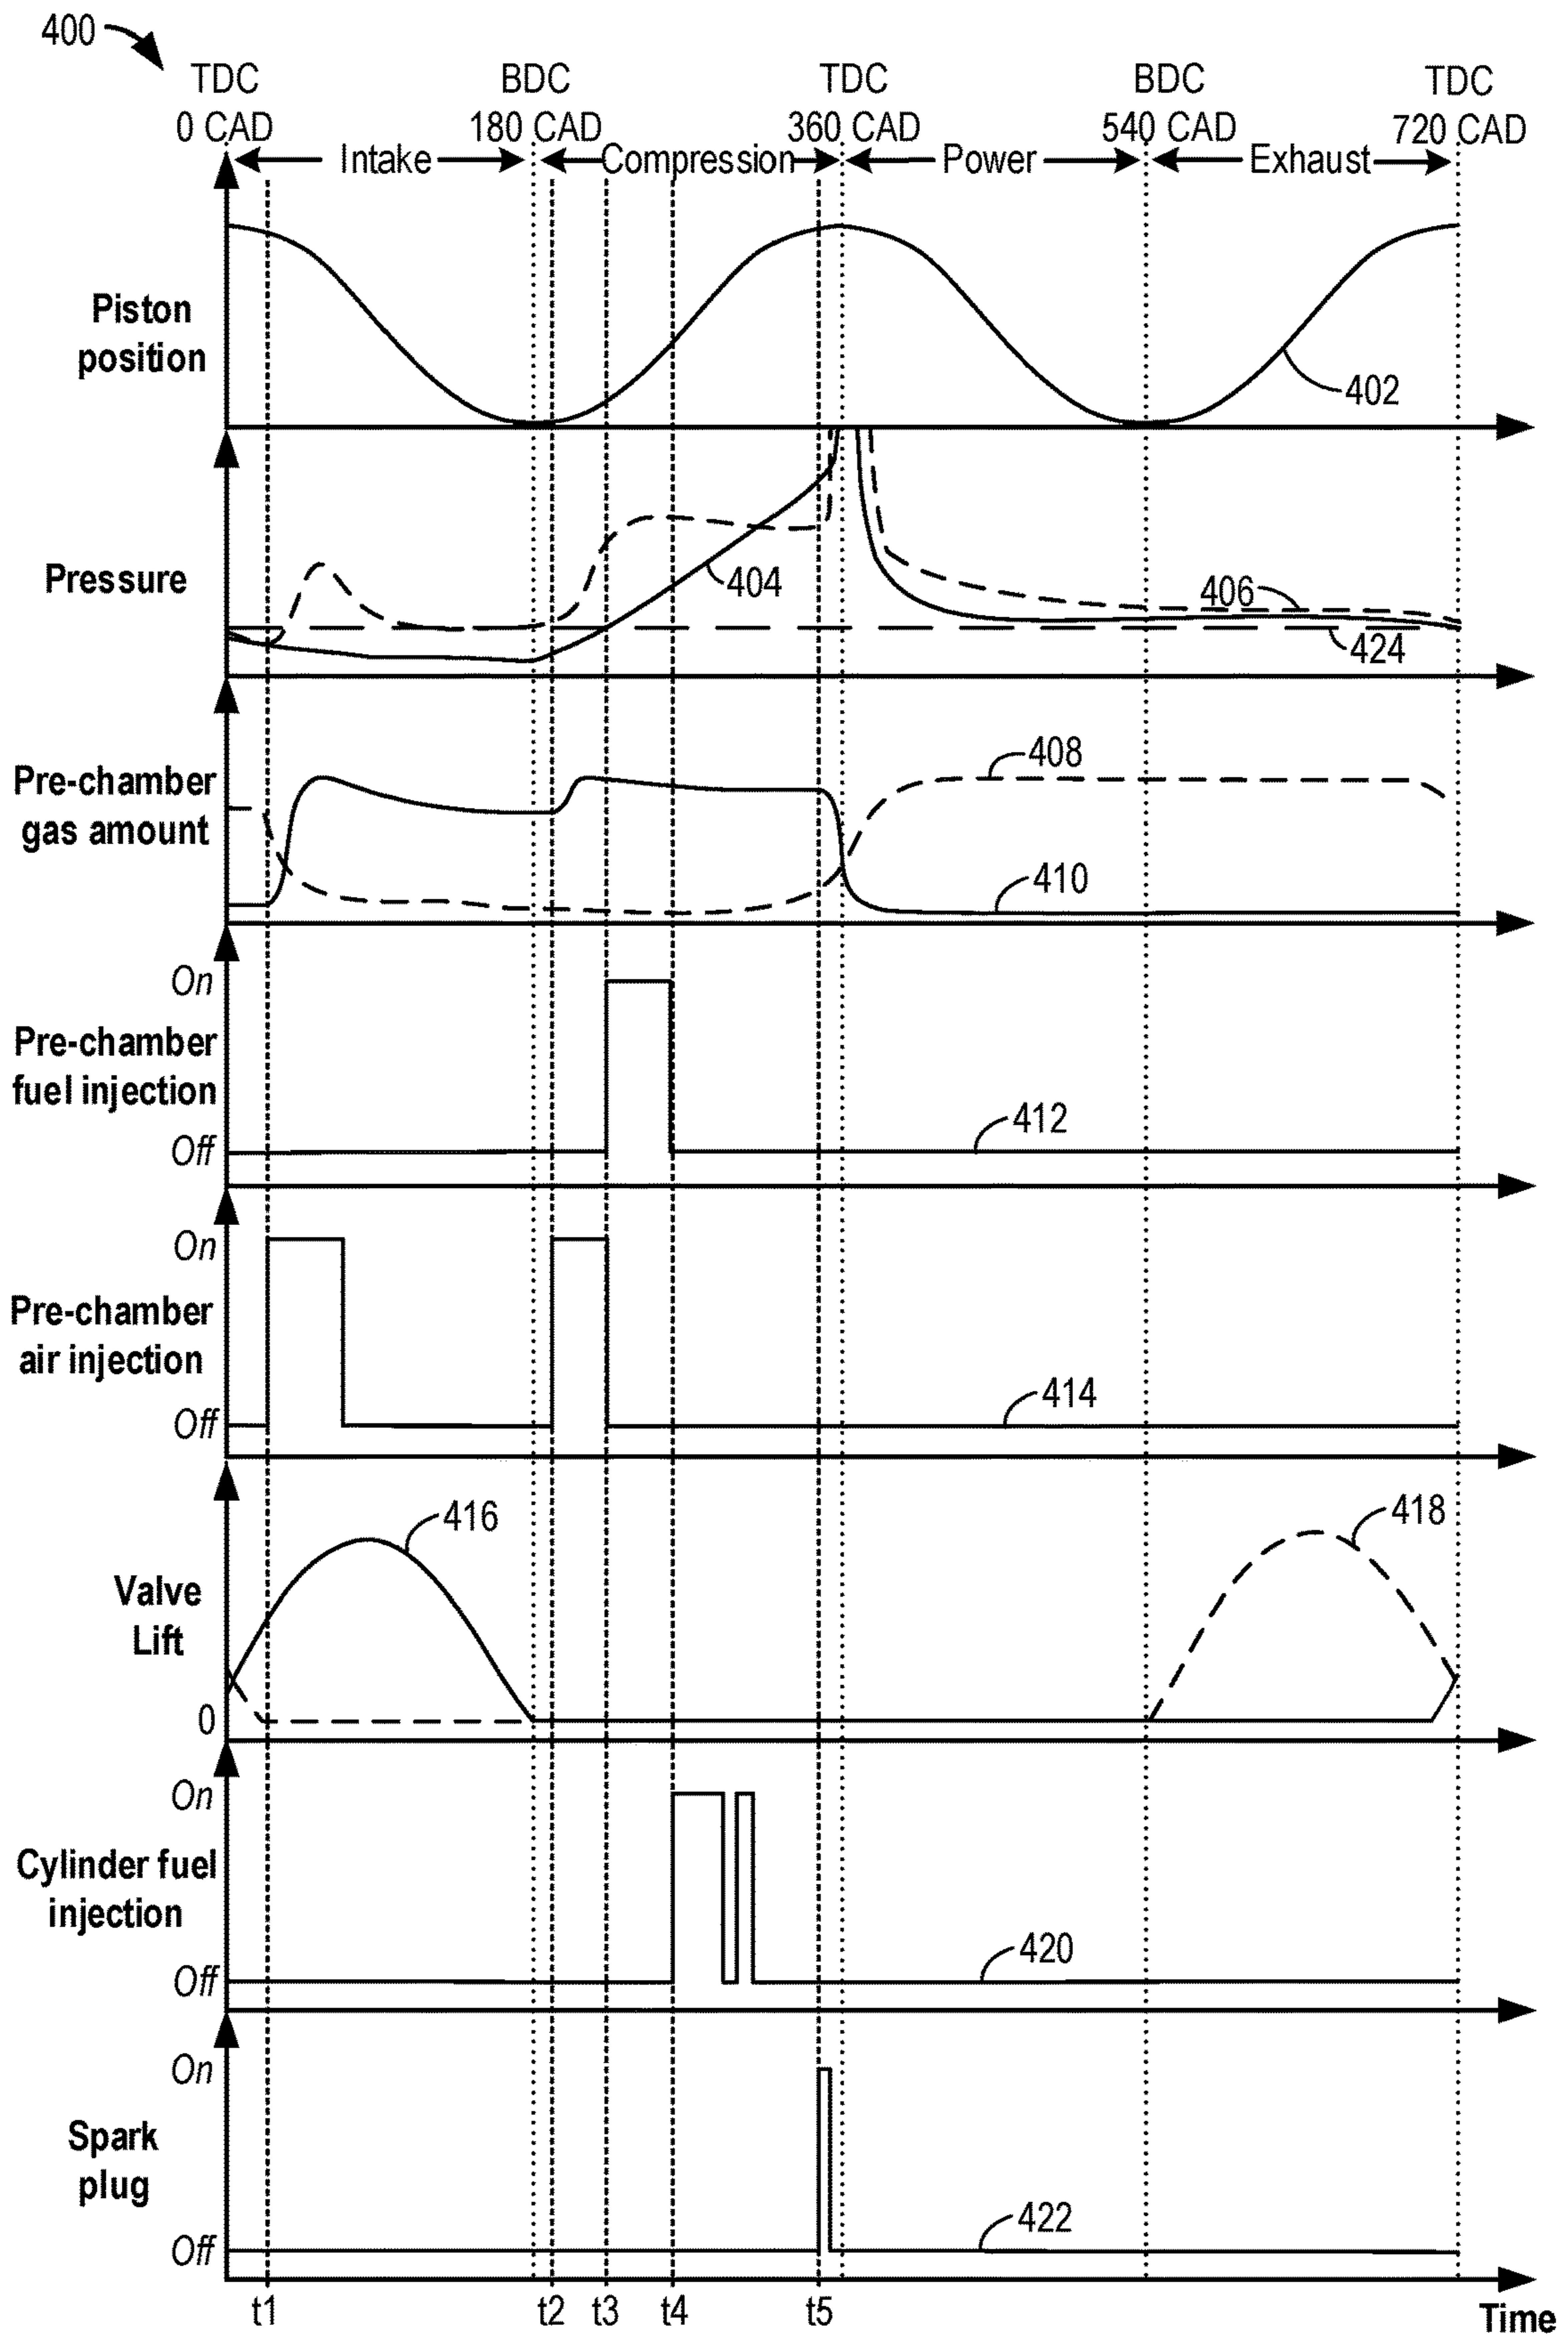 400
TDC BDC TDC BDC TDC
0 CAD 180 CAD 360 CAD 540 CAD 720 CAD
Intake Compression Power Exhaust
Piston
position
402
Pressure
404
406
424
Pre-chamber
gas amount
408
410
On
Pre-chamber
fuel injection
412
Off
On
Pre-chamber
air injection
414
Off
416
418
Valve
Lift
0
On
Cylinder fuel
injection
420
Off
On
Spark
plug
422
Off
t1 t2 t3 t4 t5 Time